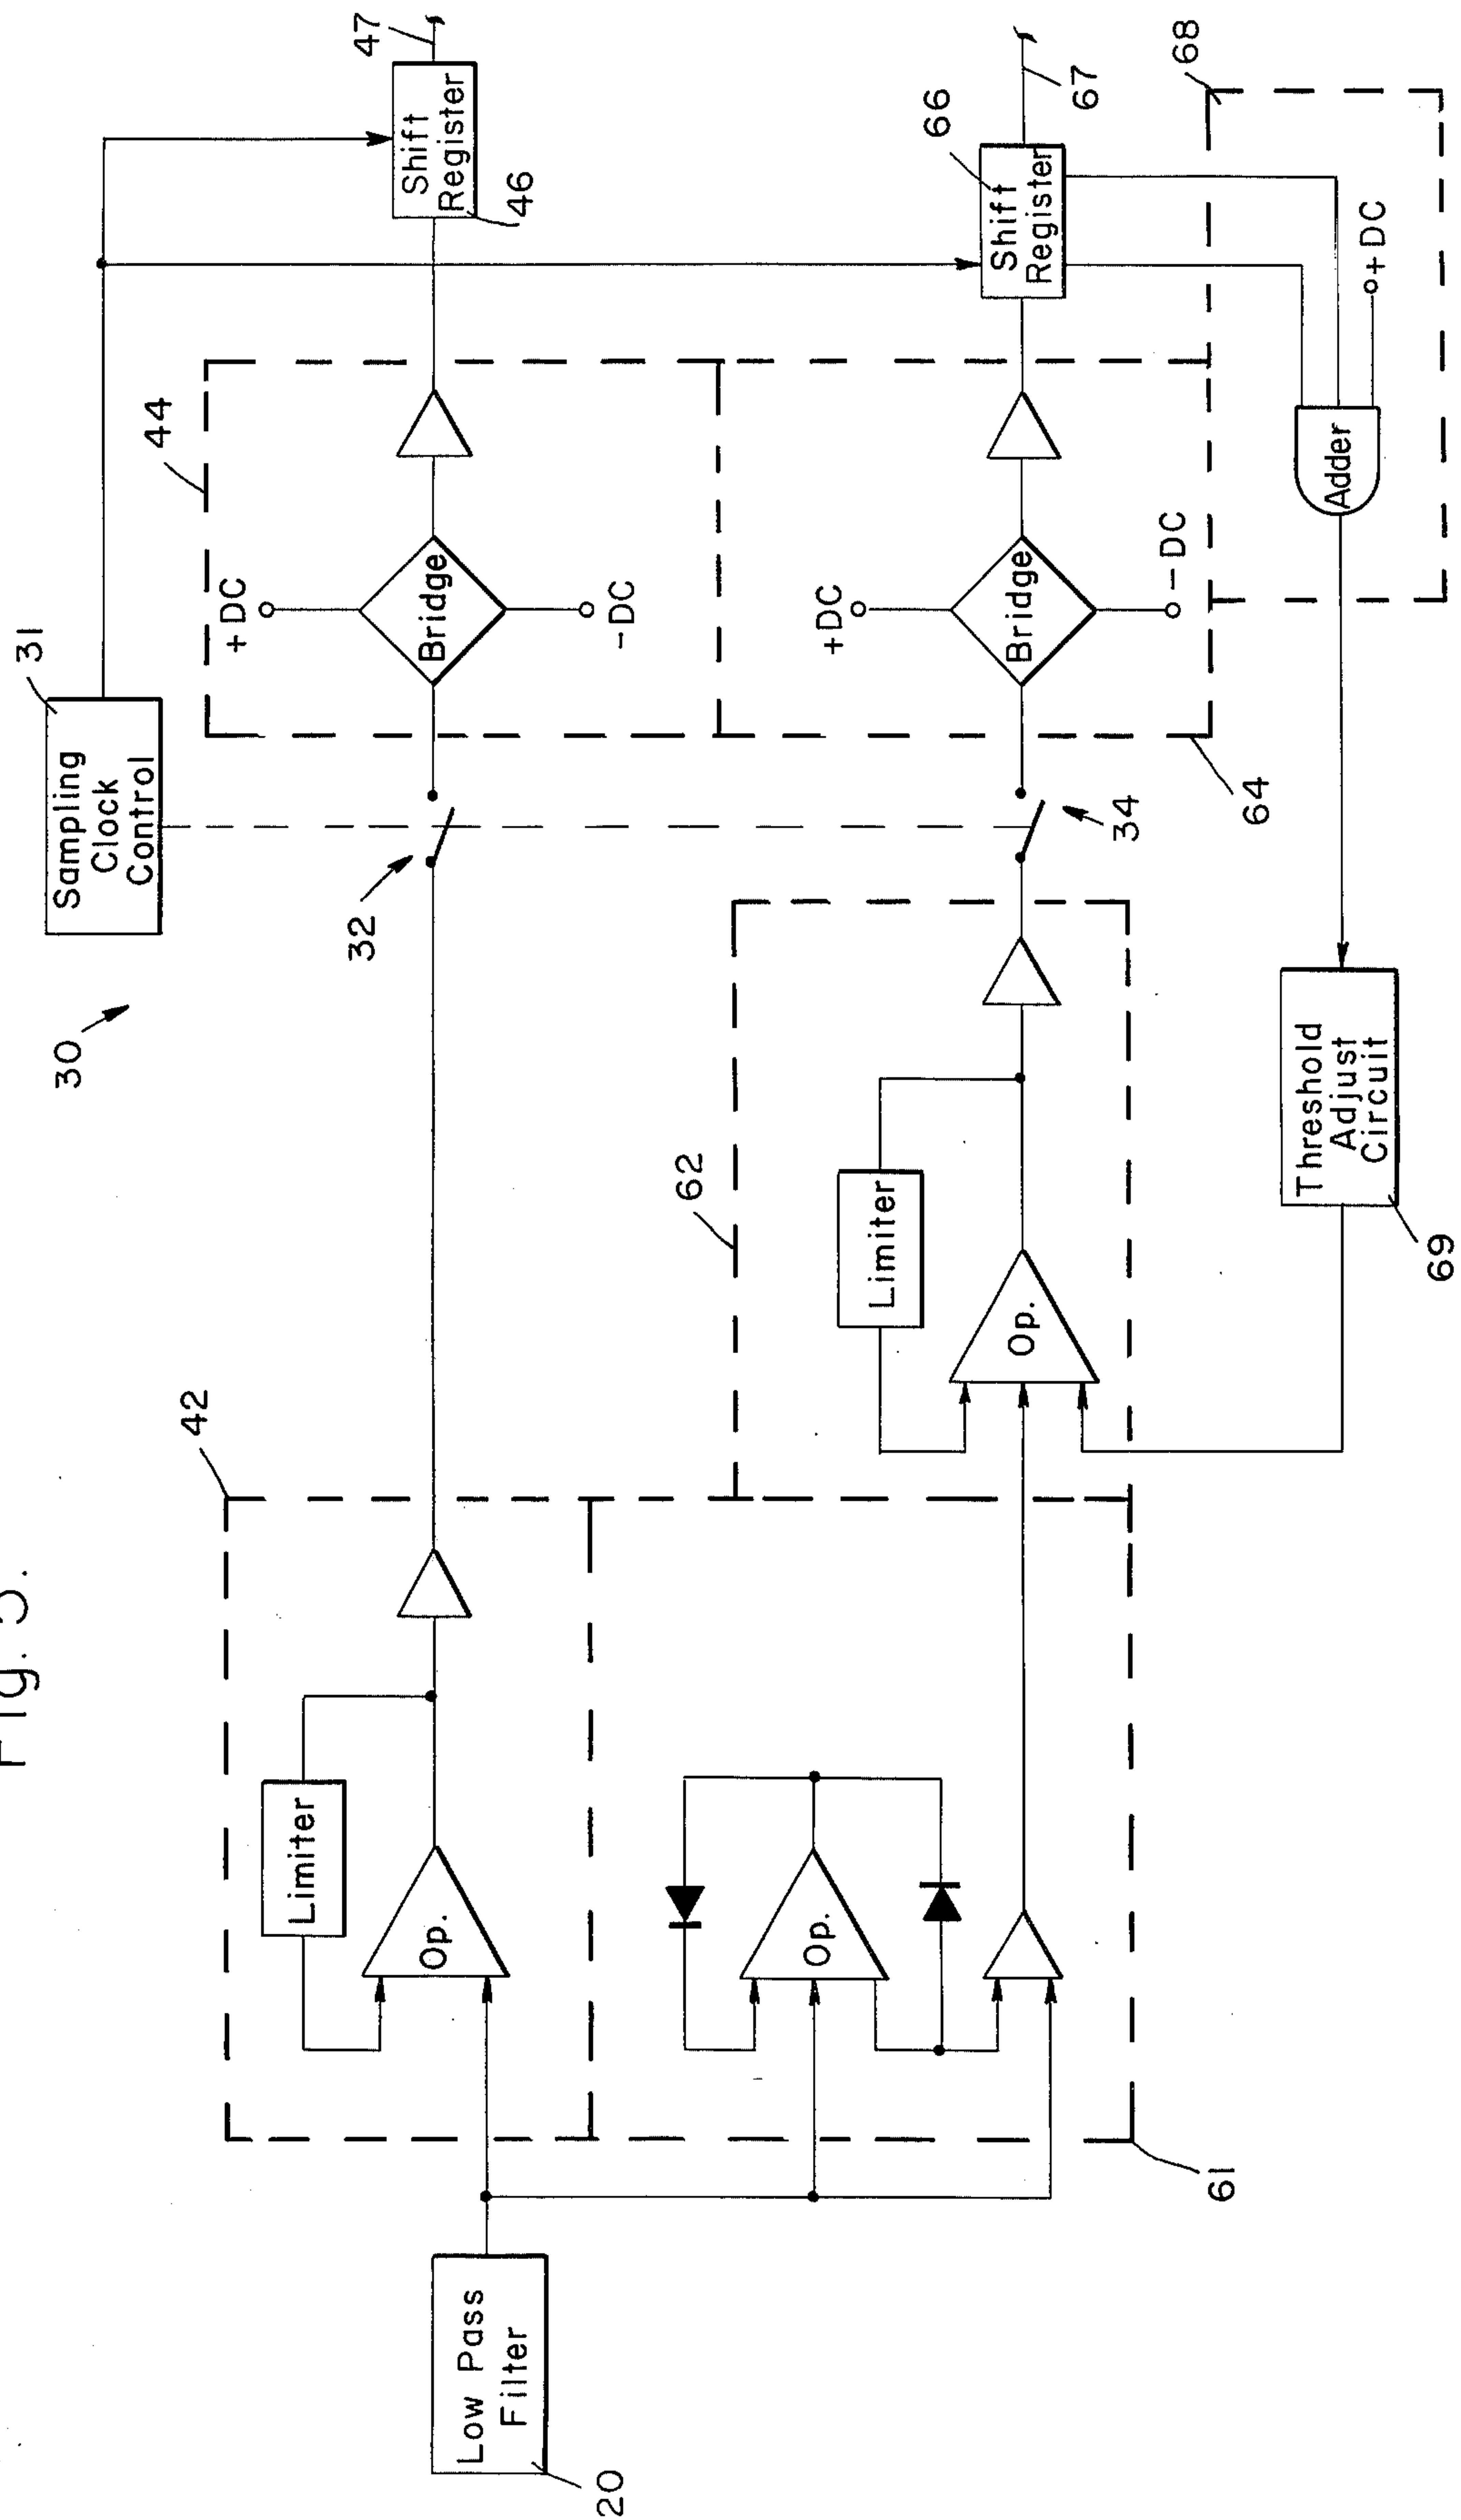 Fig. 5.
30
Sampling
Clock
Control
31
32
44
+DC
Bridge
-DC
Shift
Register
46
47
42
Limiter
Op.
Low Pass
Filter
20
Op.
61
62
Limiter
Op.
34
+DC
Bridge
-DC
64
Shift
Register
66
67
68
Adder
+DC
Threshold
Adjust
Circuit
69